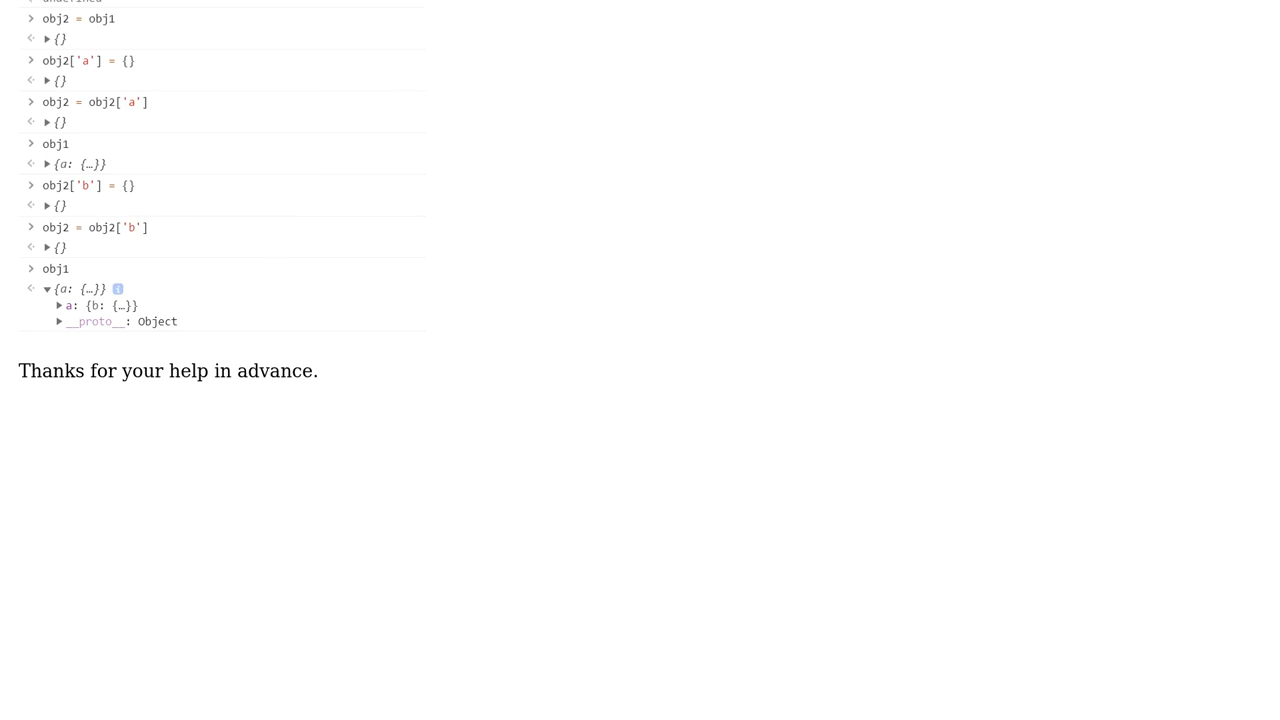 obj2 = obj1
{}
obj2['a'] = {}
{}
obj2 = obj2['a']
{}
obj1
{a: {…}}
obj2['b'] = {}
{}
obj2 = obj2['b']
{}
obj1
{a: {…}} i
a: {b: {…}}
__proto__: Object
Thanks for your help in advance.